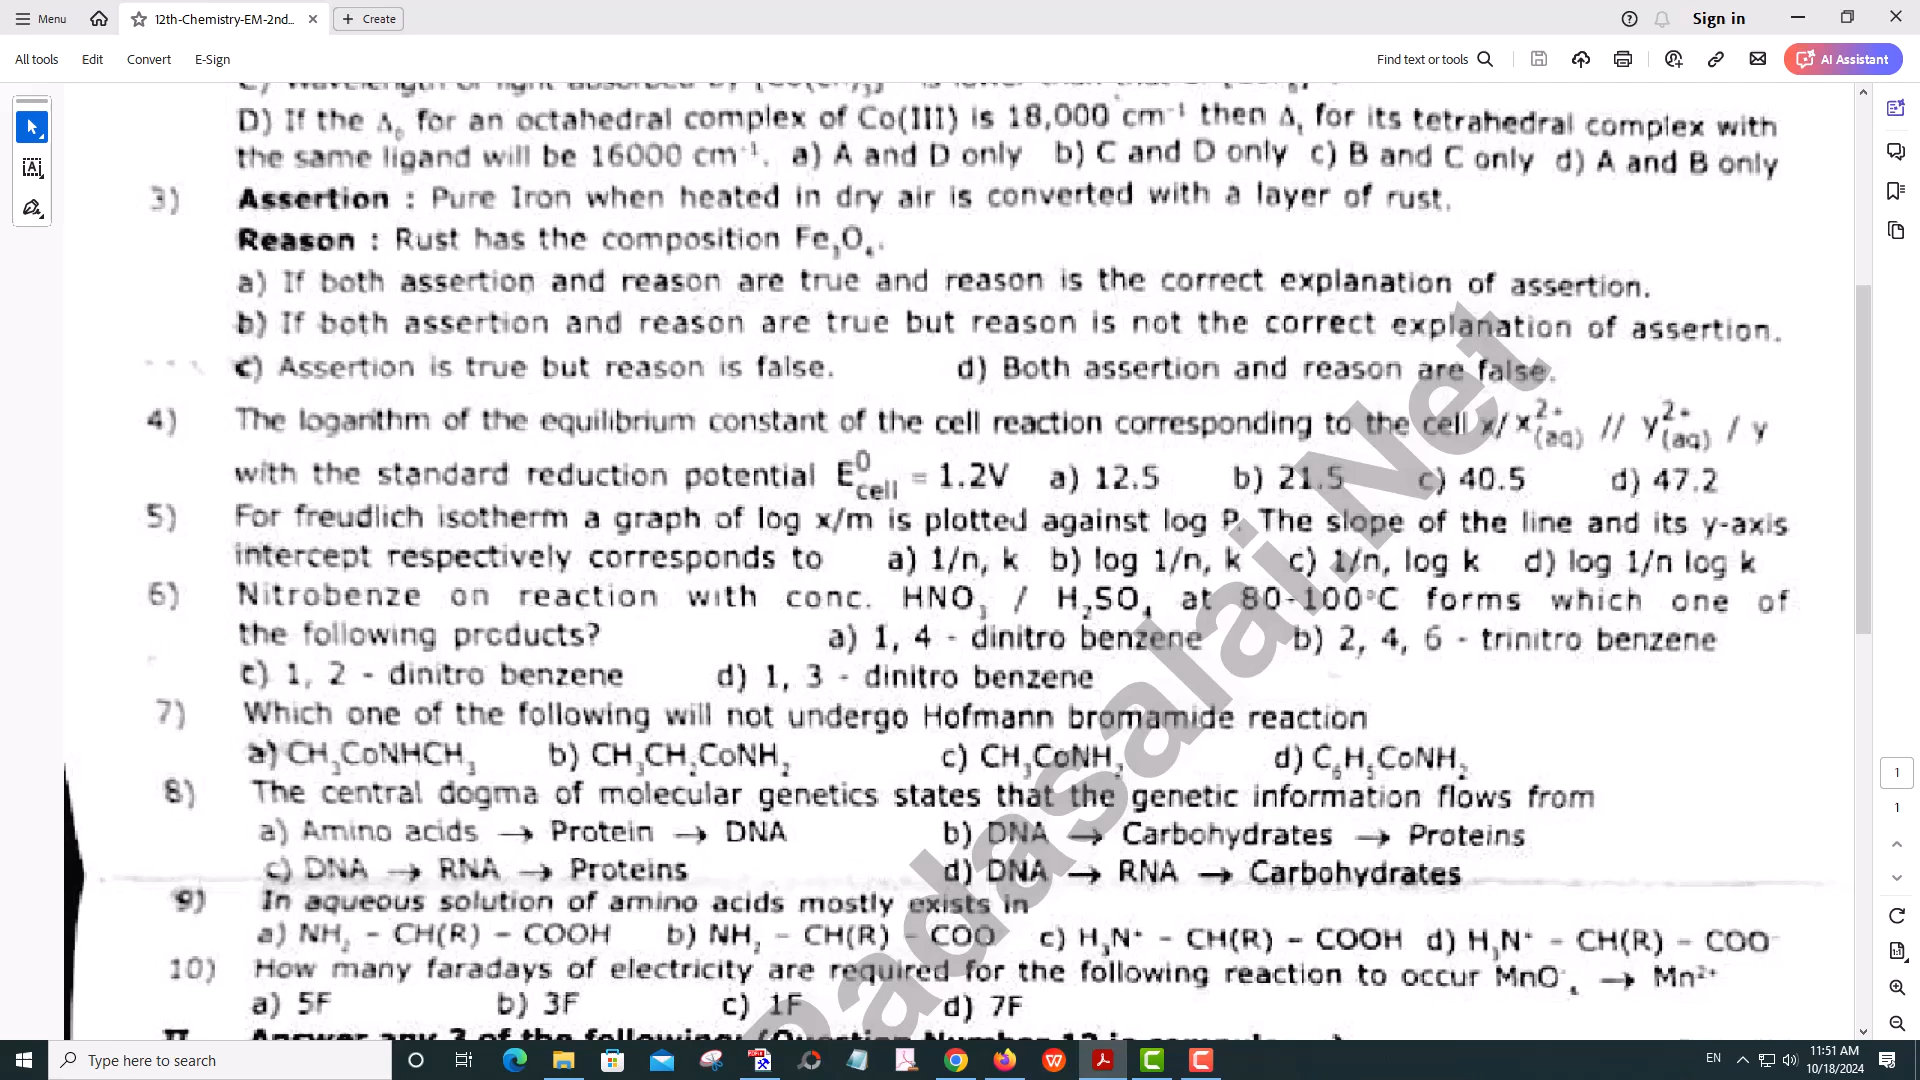 Menu
12th-Chemistry-EM-2nd...
Create
Sign in
All tools Edit Convert E-Sign
Find text or tools
AI Assistant
D) If the Δ₀ for an octahedral complex of Co(III) is 18,000 cm⁻¹ then Δₜ for its tetrahedral complex with
the same ligand will be 16000 cm⁻¹. a) A and D only b) C and D only c) B and C only d) A and B only
3) Assertion : Pure Iron when heated in dry air is converted with a layer of rust.
Reason : Rust has the composition Fe₃O₄.
a) If both assertion and reason are true and reason is the correct explanation of assertion.
b) If both assertion and reason are true but reason is not the correct explanation of assertion.
c) Assertion is true but reason is false. d) Both assertion and reason are false.
4) The logarithm of the equilibrium constant of the cell reaction corresponding to the cell x/ x²⁺(aq) // y²⁺(aq) / y
with the standard reduction potential E⁰cell = 1.2V a) 12.5 b) 21.5 c) 40.5 d) 47.2
5) For freudlich isotherm a graph of log x/m is plotted against log P. The slope of the line and its y-axis
intercept respectively corresponds to a) 1/n, k b) log 1/n, k c) 1/n, log k d) log 1/n log k
6) Nitrobenze on reaction with conc. HNO₃ / H₂SO₄ at 80-100°C forms which one of
the following products? a) 1, 4 - dinitro benzene b) 2, 4, 6 - trinitro benzene
c) 1, 2 - dinitro benzene d) 1, 3 - dinitro benzene
7) Which one of the following will not undergo Hofmann bromamide reaction
a) CH₃CoNHCH₃ b) CH₃CH₂CoNH₂ c) CH₃CoNH₂ d) C₆H₅CoNH₂
8) The central dogma of molecular genetics states that the genetic information flows from
a) Amino acids → Protein → DNA b) DNA → Carbohydrates → Proteins
c) DNA → RNA → Proteins d) DNA → RNA → Carbohydrates
9) In aqueous solution of amino acids mostly exists in
a) NH₂ – CH(R) – COOH b) NH₂ – CH(R) – COO c) H₃N⁺ – CH(R) – COOH d) H₃N⁺ – CH(R) – COO⁻
10) How many faradays of electricity are required for the following reaction to occur MnO₄⁻ → Mn²⁺
a) 5F b) 3F c) 1F d) 7F
II Answer any 3 of the following: (Question Number 12 is
Padasalai.Net
1
1
Type here to search
EN
11:51 AM
10/18/2024